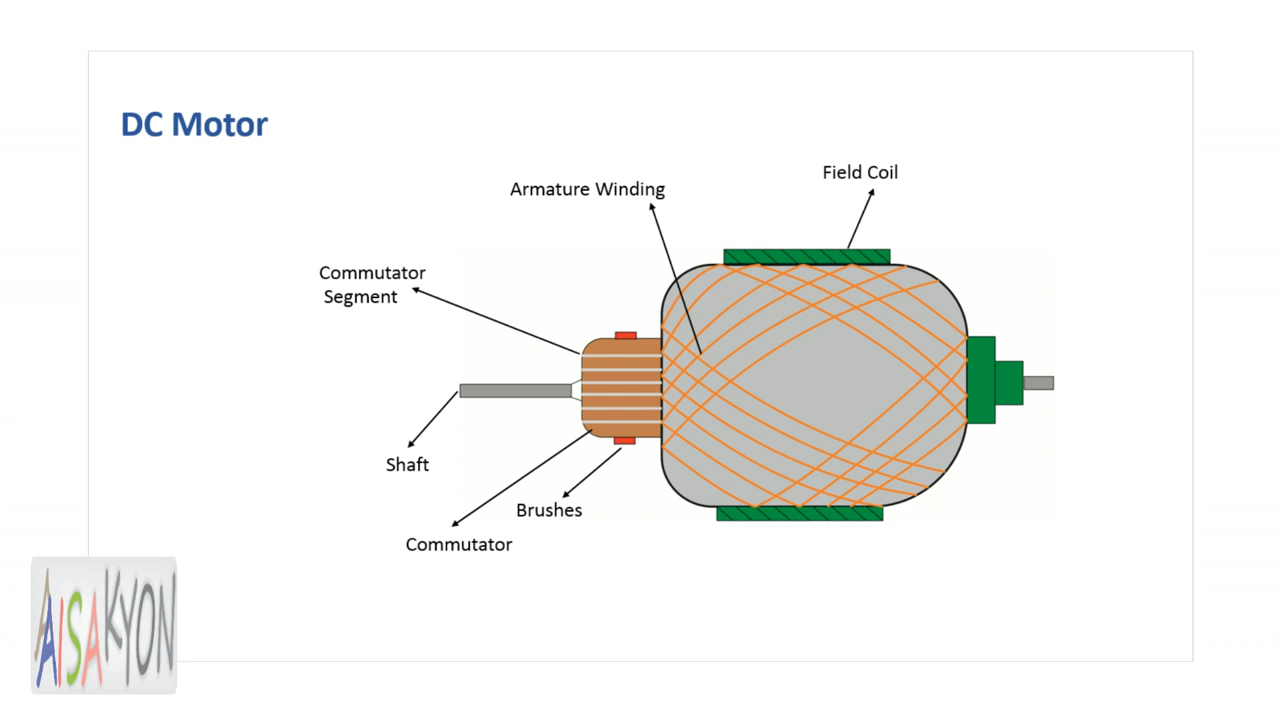 DC Motor
Field Coil
Armature Winding
Commutator
Segment
Shaft
Brushes
Commutator
AISAKYON